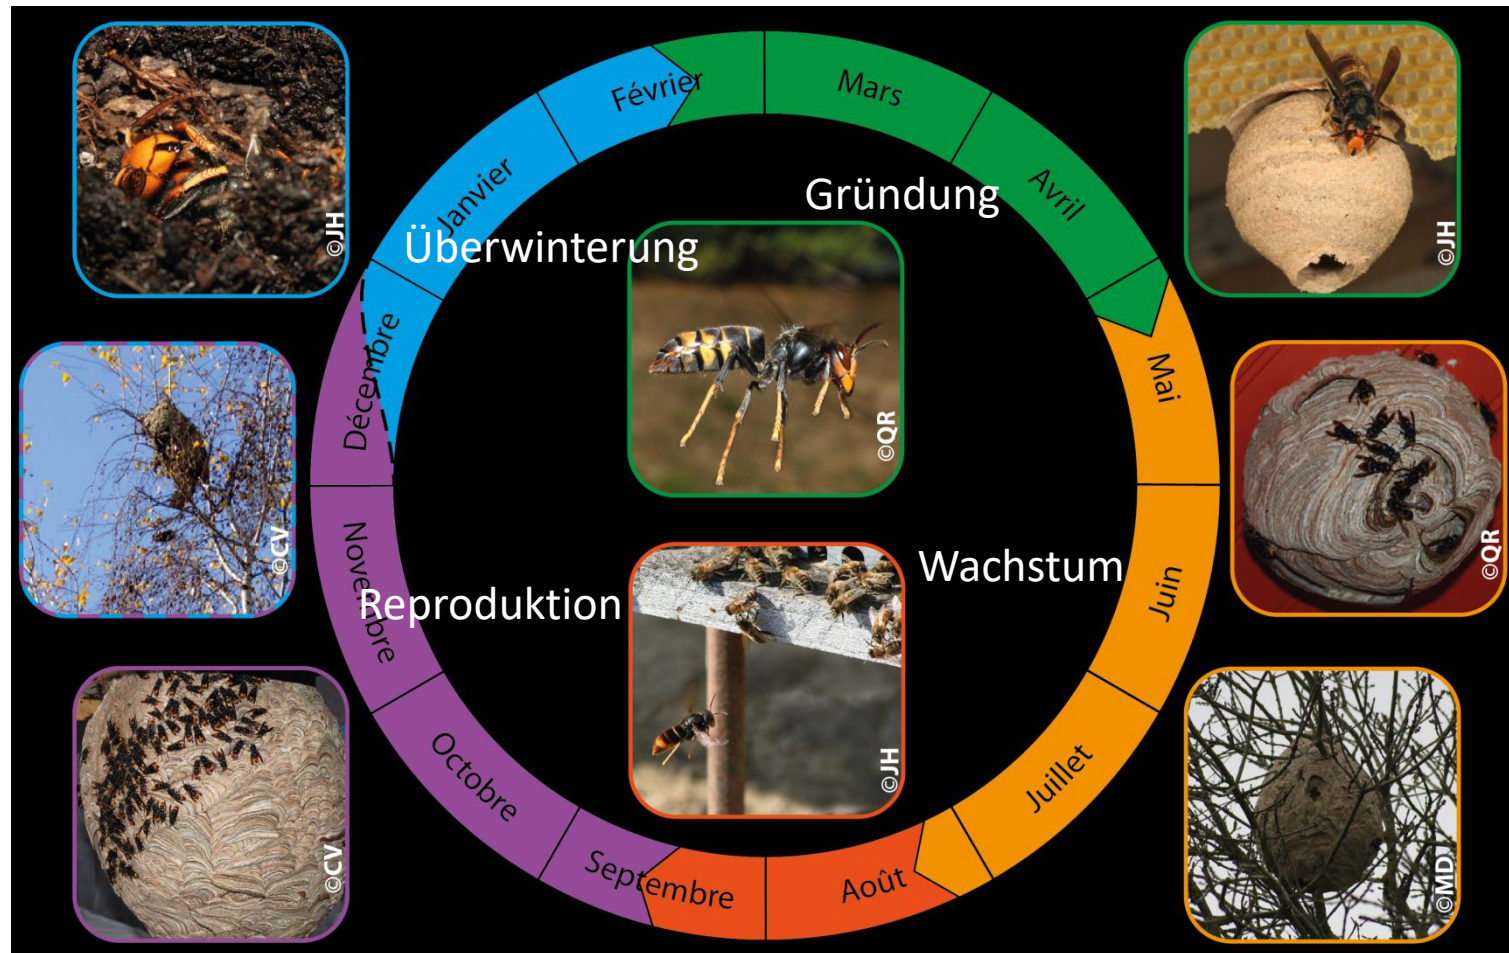 Février
Mars
Avril
Mai
Juin
Juillet
Août
Septembre
Octobre
Novembre
Décembre
Janvier
Gründung
Überwinterung
Wachstum
Reproduktion
©JH
©JH
©QR
©CV
©QR
©JH
©CV
©MD